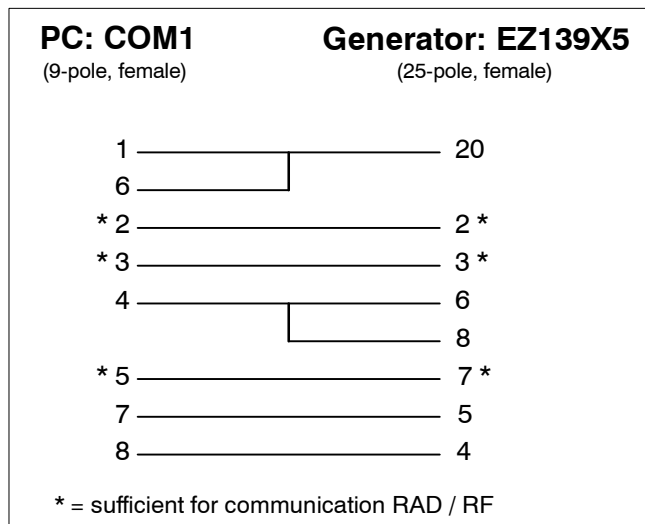 PC: COM1 Generator: EZ139X5
(9-pole, female) (25-pole, female)
1 20
6
* 2 2 *
* 3 3 *
4 6
8
* 5 7 *
7 5
8 4
* = sufficient for communication RAD / RF